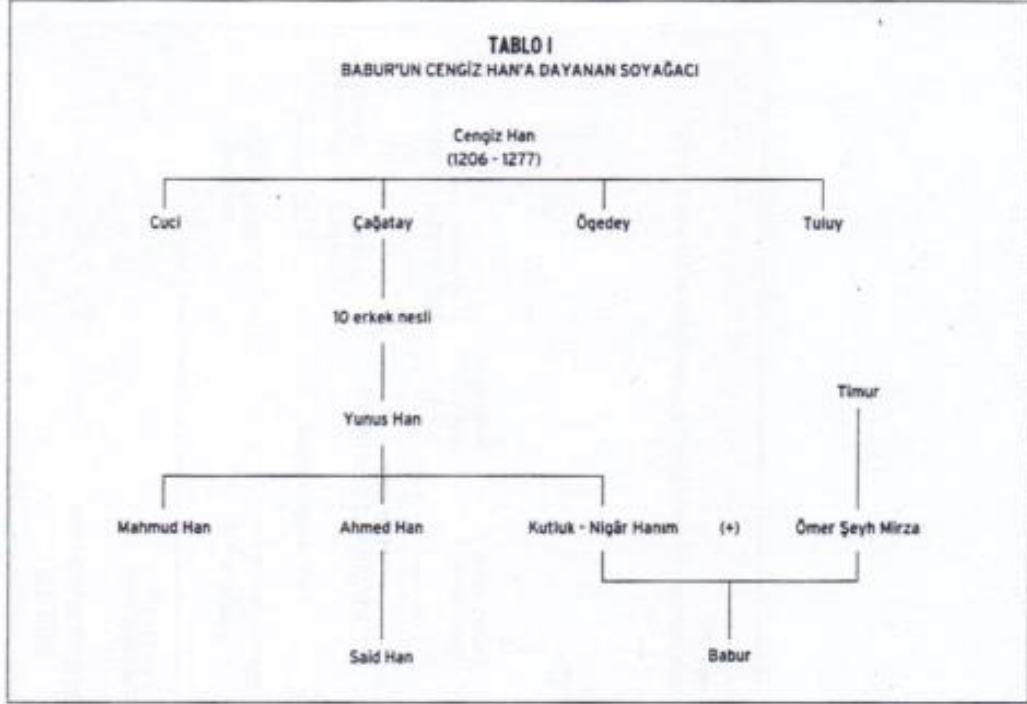 TABLO I
BABUR'UN CENGİZ HAN'A DAYANAN SOYAĞACI
Cengiz Han
(1206 - 1277)
Cuci Çağatay Ögedey Tuluy
10 erkek nesli
Timur
Yunus Han
Mahmud Han Ahmed Han Kutluk - Nigâr Hanım (+) Ömer Şeyh Mirza
Said Han Babur